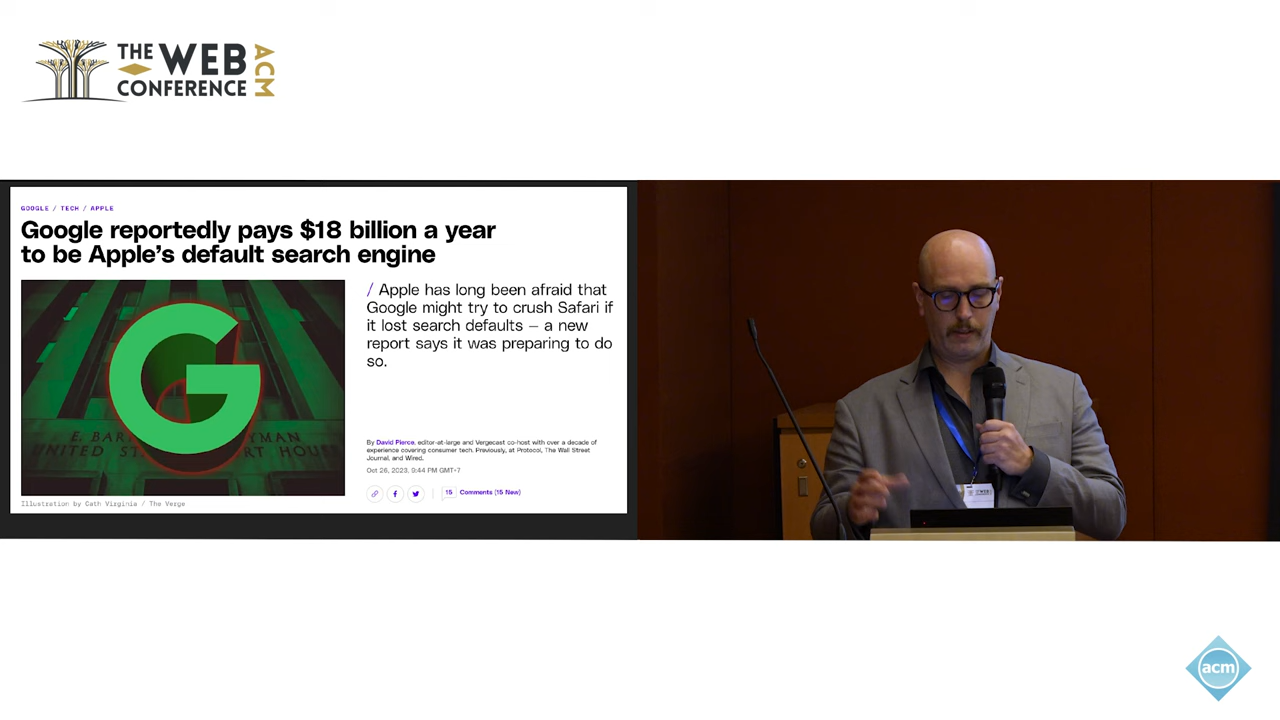 THE WEB
CONFERENCE
ACM
GOOGLE / TECH / APPLE
Google reportedly pays $18 billion a year
to be Apple's default search engine
/ Apple has long been afraid that
Google might try to crush Safari if
it lost search defaults — a new
report says it was preparing to do
so.
By David Pierce, editor-at-large and Vergecast co-host with over a decade of
experience covering consumer tech. Previously, at Protocol, The Wall Street
Journal, and Wired.
Oct 26, 2023, 9:44 PM GMT+7
15 Comments (15 New)
Illustration by Cath Virginia / The Verge
acm